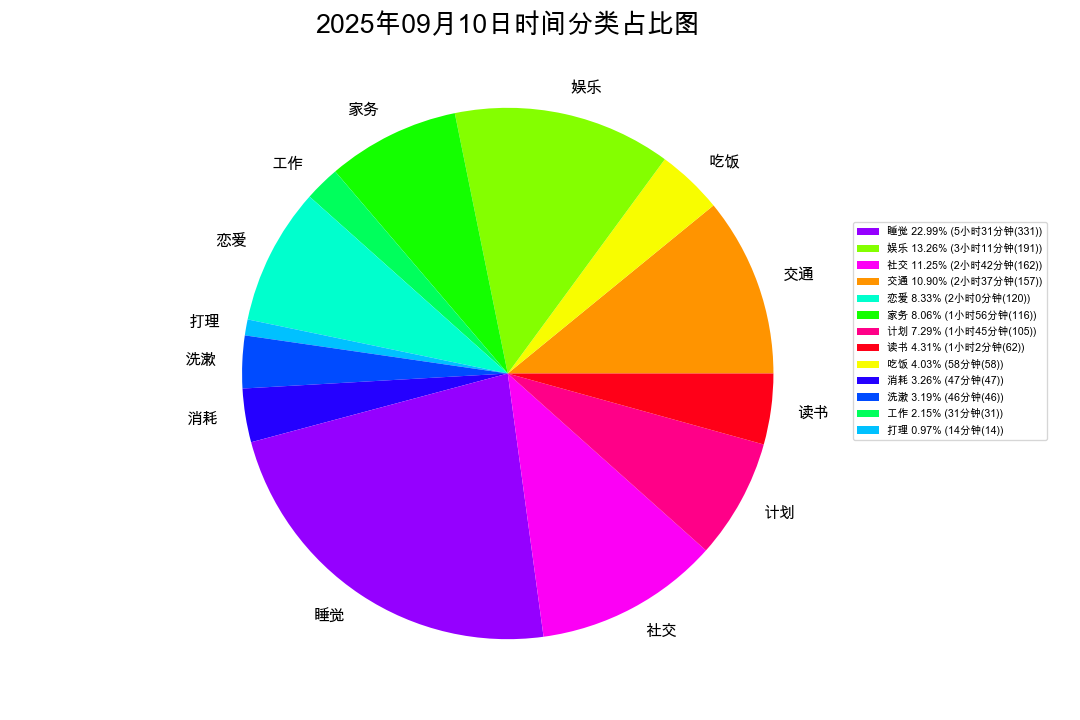 2025年09月10日时间分类占比图
娱乐
家务
吃饭
工作
恋爱
交通
打理
洗漱
消耗
读书
计划
睡觉
社交
睡觉 22.99% (5小时31分钟(331))
娱乐 13.26% (3小时11分钟(191))
社交 11.25% (2小时42分钟(162))
交通 10.90% (2小时37分钟(157))
恋爱 8.33% (2小时0分钟(120))
家务 8.06% (1小时56分钟(116))
计划 7.29% (1小时45分钟(105))
读书 4.31% (1小时2分钟(62))
吃饭 4.03% (58分钟(58))
消耗 3.26% (47分钟(47))
洗漱 3.19% (46分钟(46))
工作 2.15% (31分钟(31))
打理 0.97% (14分钟(14))